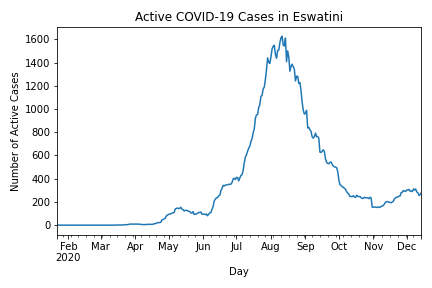 Active COVID-19 Cases in Eswatini
Number of Active Cases
1600
1400
1200
1000
800
600
400
200
0
Feb Mar Apr May Jun Jul Aug Sep Oct Nov Dec
2020
Day